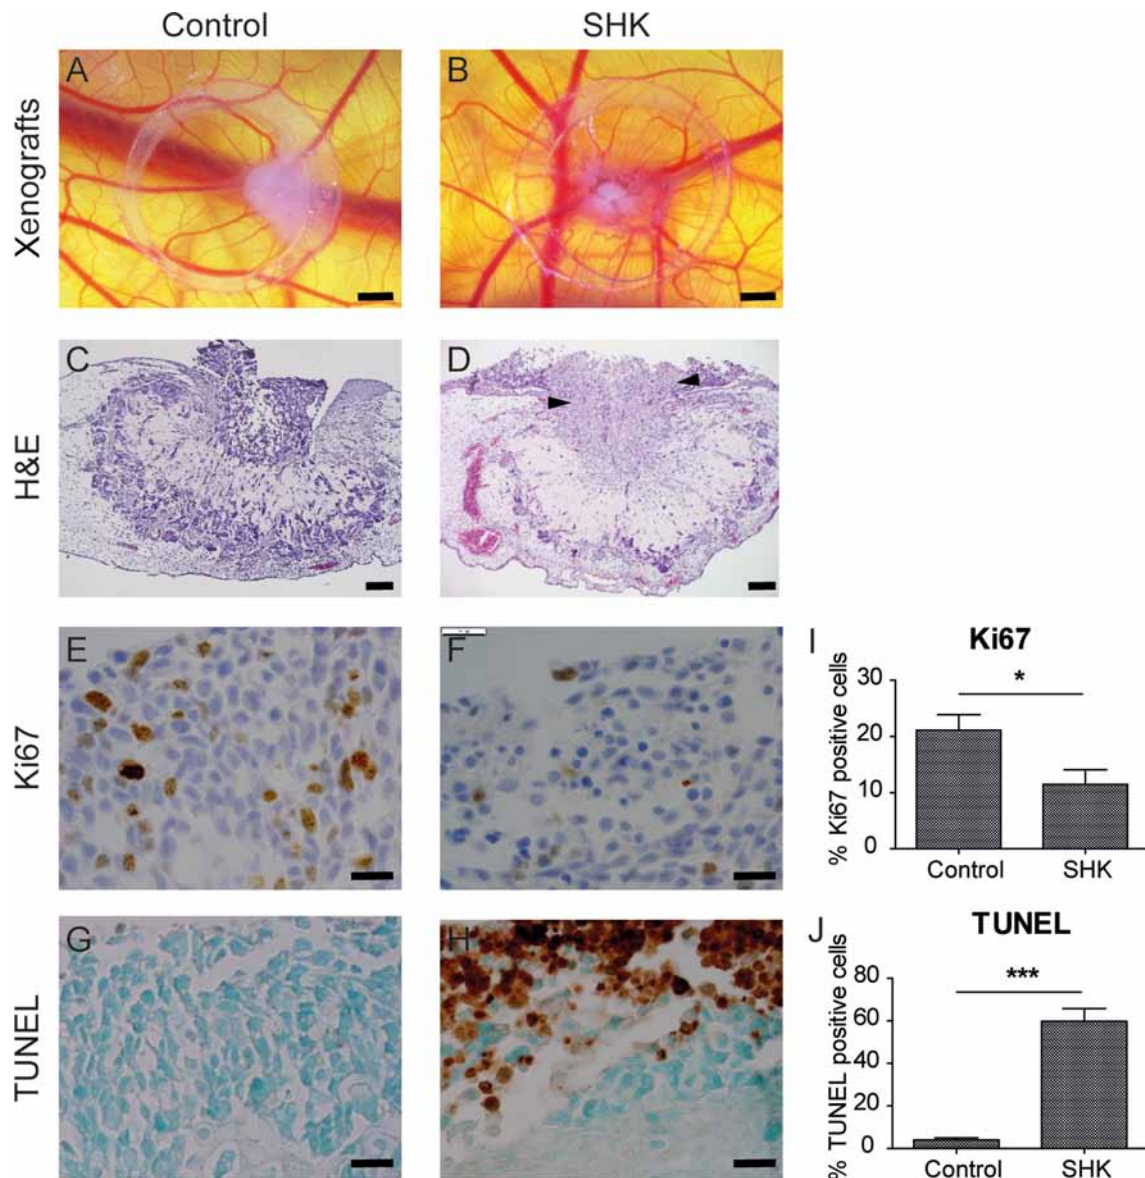 Control
SHK
Xenografts
A
B
H&E
C
D
Ki67
E
F
I
Ki67
% Ki67 positive cells
30
20
10
0
*
Control
SHK
TUNEL
G
H
J
TUNEL
% TUNEL positive cells
80
60
40
20
0
***
Control
SHK